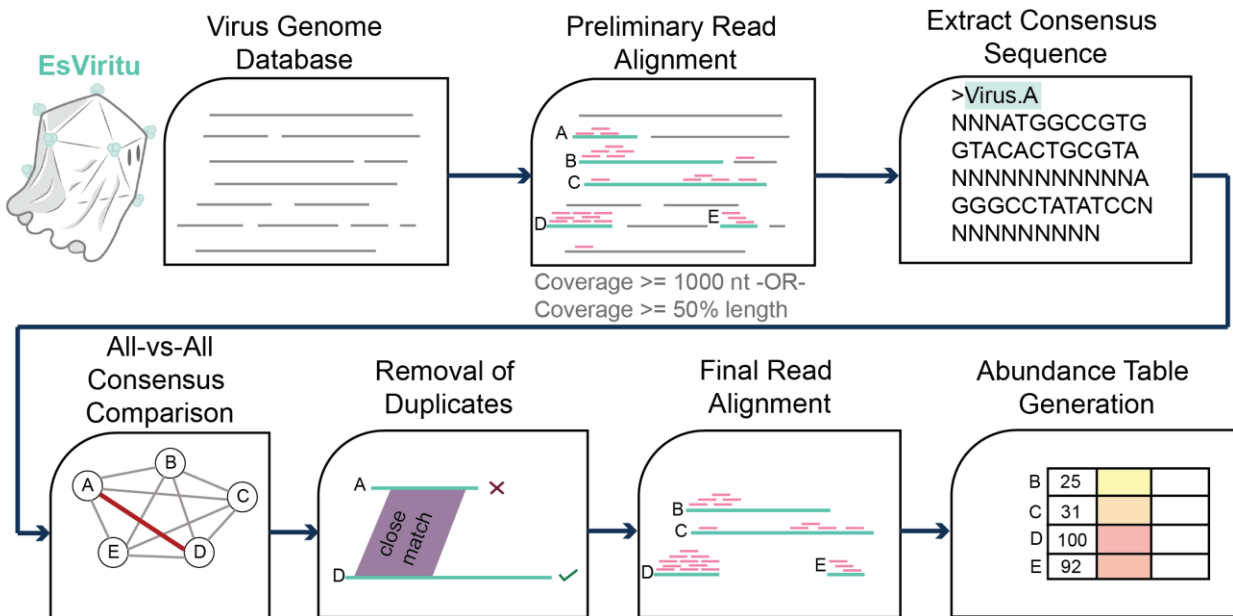 EsViritu
Virus Genome
Database
Preliminary Read
Alignment
A
B
C
D
E
Coverage >= 1000 nt -OR-
Coverage >= 50% length
Extract Consensus
Sequence
>Virus.A
NNNATGGCCGTG
GTACACTGCGTA
NNNNNNNNNNNA
GGGCCTATATCCN
NNNNNNNNNN
All-vs-All
Consensus
Comparison
A
B
C
D
E
Removal of
Duplicates
A
close
match
D
Final Read
Alignment
B
C
D
E
Abundance Table
Generation
B 25
C 31
D 100
E 92